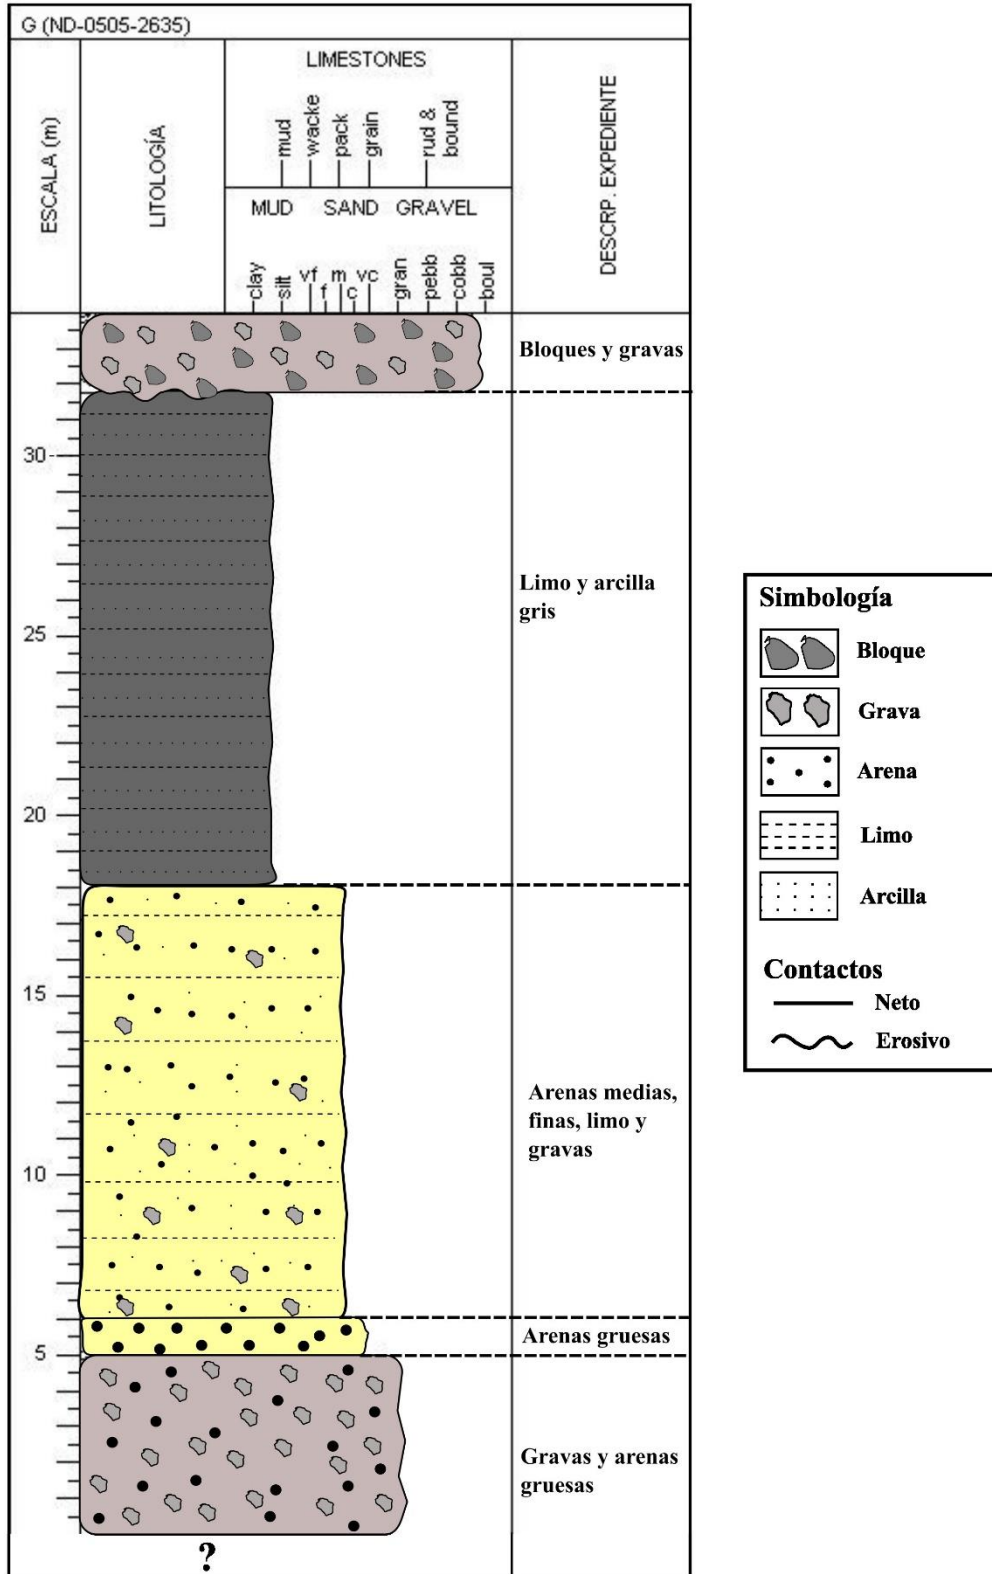 G (ND-0505-2635)
ESCALA (m)
LITOLOGÍA
LIMESTONES
mud
wacke
pack
grain
rud &
bound
MUD SAND GRAVEL
clay
silt
vf
f
m
c
vc
gran
pebb
cobb
boul
DESCRP. EXPEDIENTE
Bloques y gravas
30
Limo y arcilla
gris
25
20
15
Arenas medias,
finas, limo y
gravas
10
Arenas gruesas
5
Gravas y arenas
gruesas
?
Simbología
Bloque
Grava
Arena
Limo
Arcilla
Contactos
Neto
Erosivo